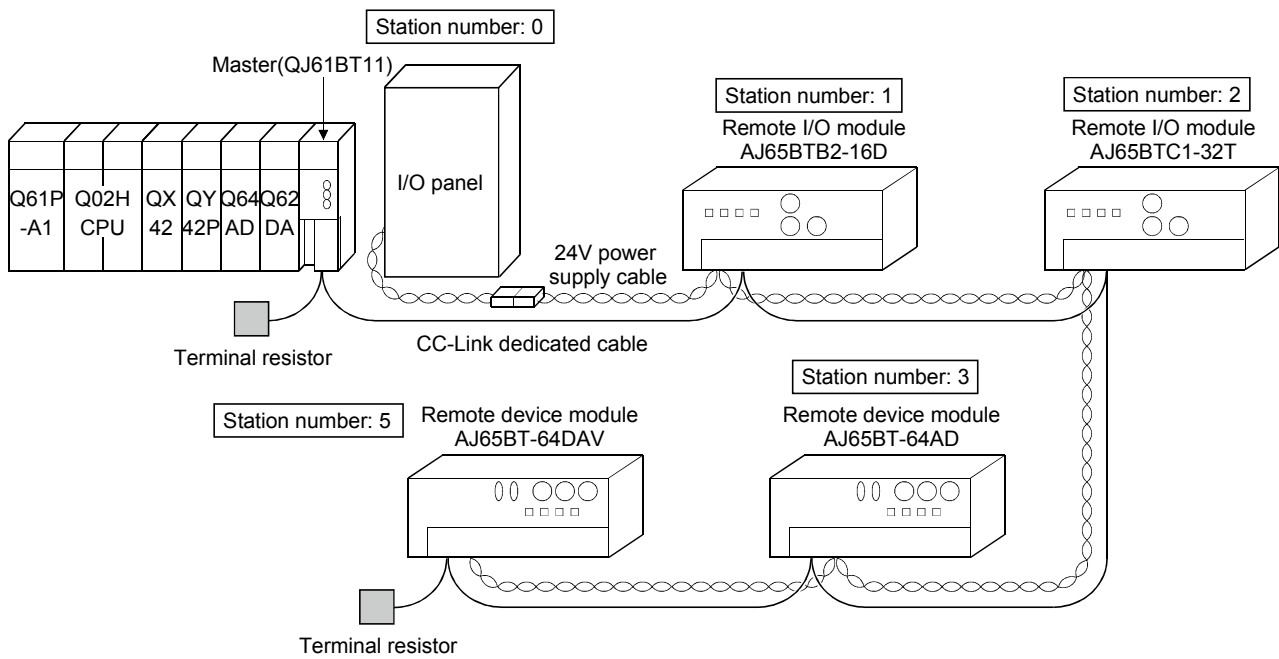 Station number: 0
Master(QJ61BT11)
Station number: 1
Station number: 2
Remote I/O module
AJ65BTB2-16D
Remote I/O module
AJ65BTC1-32T
I/O panel
Q61P
-A1
Q02H
CPU
QX
42
QY
42P
Q64
AD
Q62
DA
24V power
supply cable
Terminal resistor
CC-Link dedicated cable
Station number: 3
Station number: 5
Remote device module
AJ65BT-64DAV
Remote device module
AJ65BT-64AD
Terminal resistor